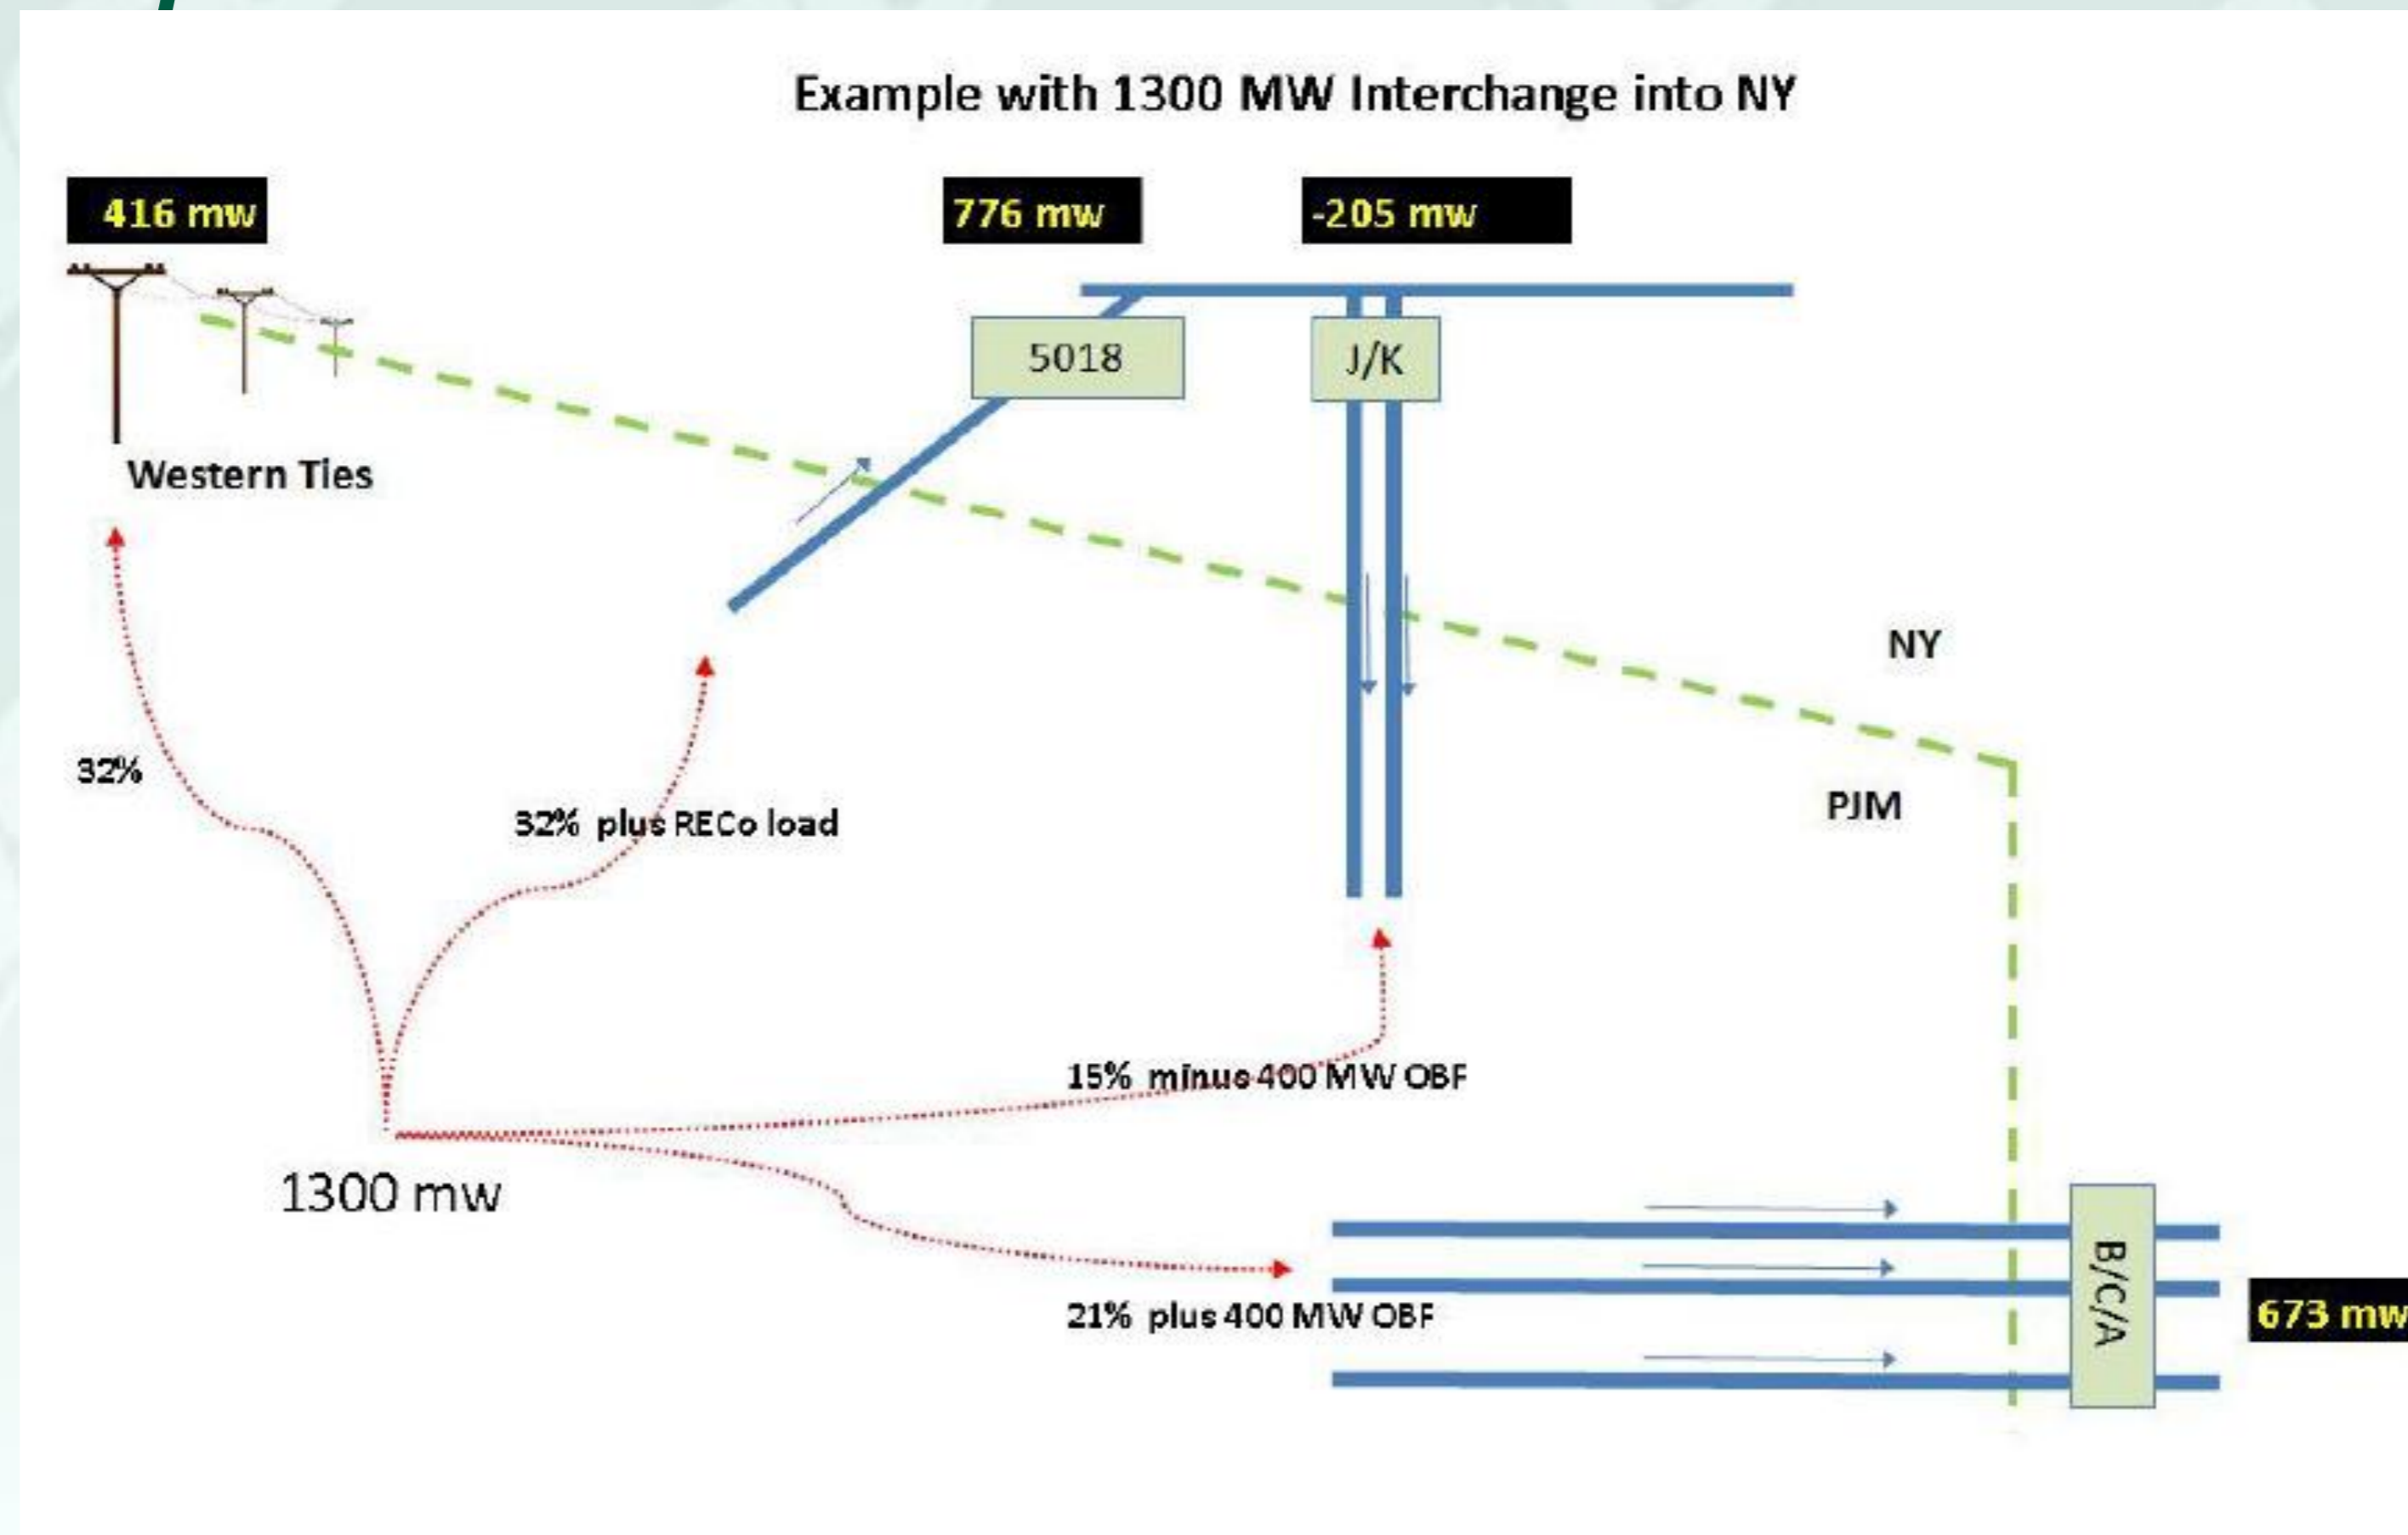 Example with 1300 MW Interchange into NY
416 mw
776 mw
-205 mw
5018
J/K
Western Ties
NY
32%
PJM
32% plus RECo load
15% minus 400 MW OBF
1300 mw
B/C/A
21% plus 400 MW OBF
673 mw